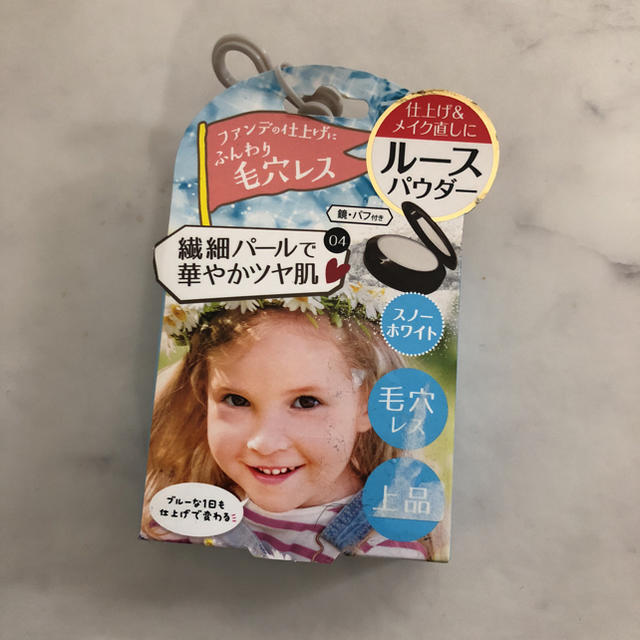 ファンデの仕上げに
ふんわり
毛穴レス
仕上げ&
メイク直しに
ルース
パウダー
鏡・パフ付き
繊細パールで
華やかツヤ肌
04
スノー
ホワイト
毛穴
レス
上品
ブルーな1日も
仕上げで変わる